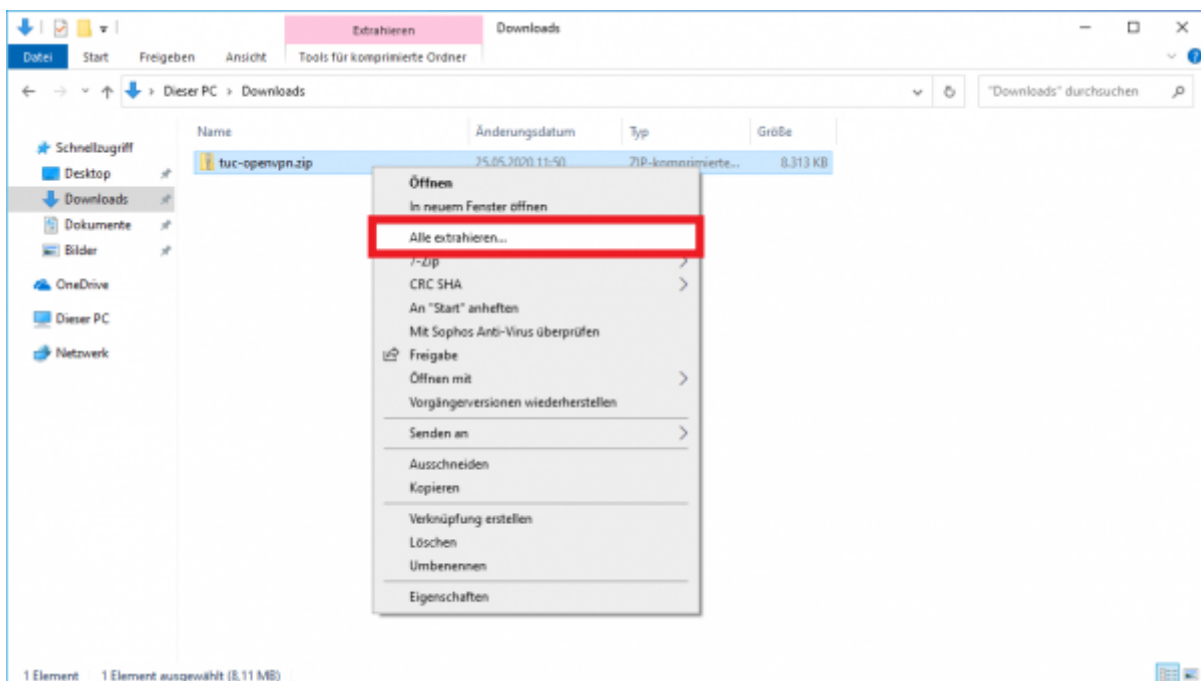 Extrahieren Downloads
Datei Start Freigeben Ansicht Tools für komprimierte Ordner
Dieser PC Downloads "Downloads" durchsuchen
Name Änderungsdatum Typ Größe
Schnellzugriff
tuc-openvpn.zip 25.05.2020 11:50 ZIP-komprimierte... 8.313 KB
Desktop
Downloads
Dokumente
Bilder
OneDrive
Dieser PC
Netzwerk
Öffnen
In neuem Fenster öffnen
Alle extrahieren...
7-Zip
CRC SHA
An "Start" anheften
Mit Sophos Anti-Virus überprüfen
Freigabe
Öffnen mit
Vorgängerversionen wiederherstellen
Senden an
Ausschneiden
Kopieren
Verknüpfung erstellen
Löschen
Umbenennen
Eigenschaften
1 Element 1 Element ausgewählt (8,11 MB)